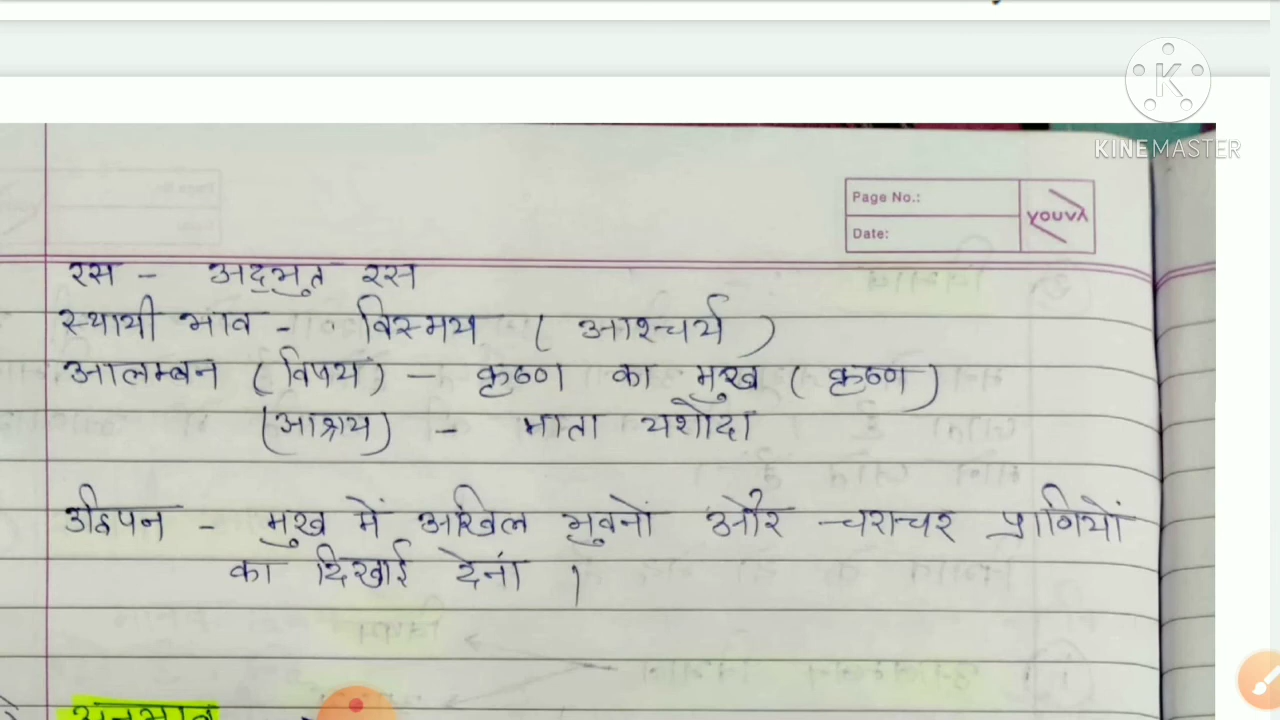 KINEMASTER
Page No.:
youva
Date:
रस - अद्भुत रस
स्थायी भाव - विस्मय ( आश्चर्य )
आलम्बन (विषय) - कृष्ण का मुख ( कृष्ण )
(आश्रय) - माता यशोदा
उद्दिपन - मुख में अखिल भुवनों और चराचर प्राणियों
का दिखाई देना ।
अनुभाव